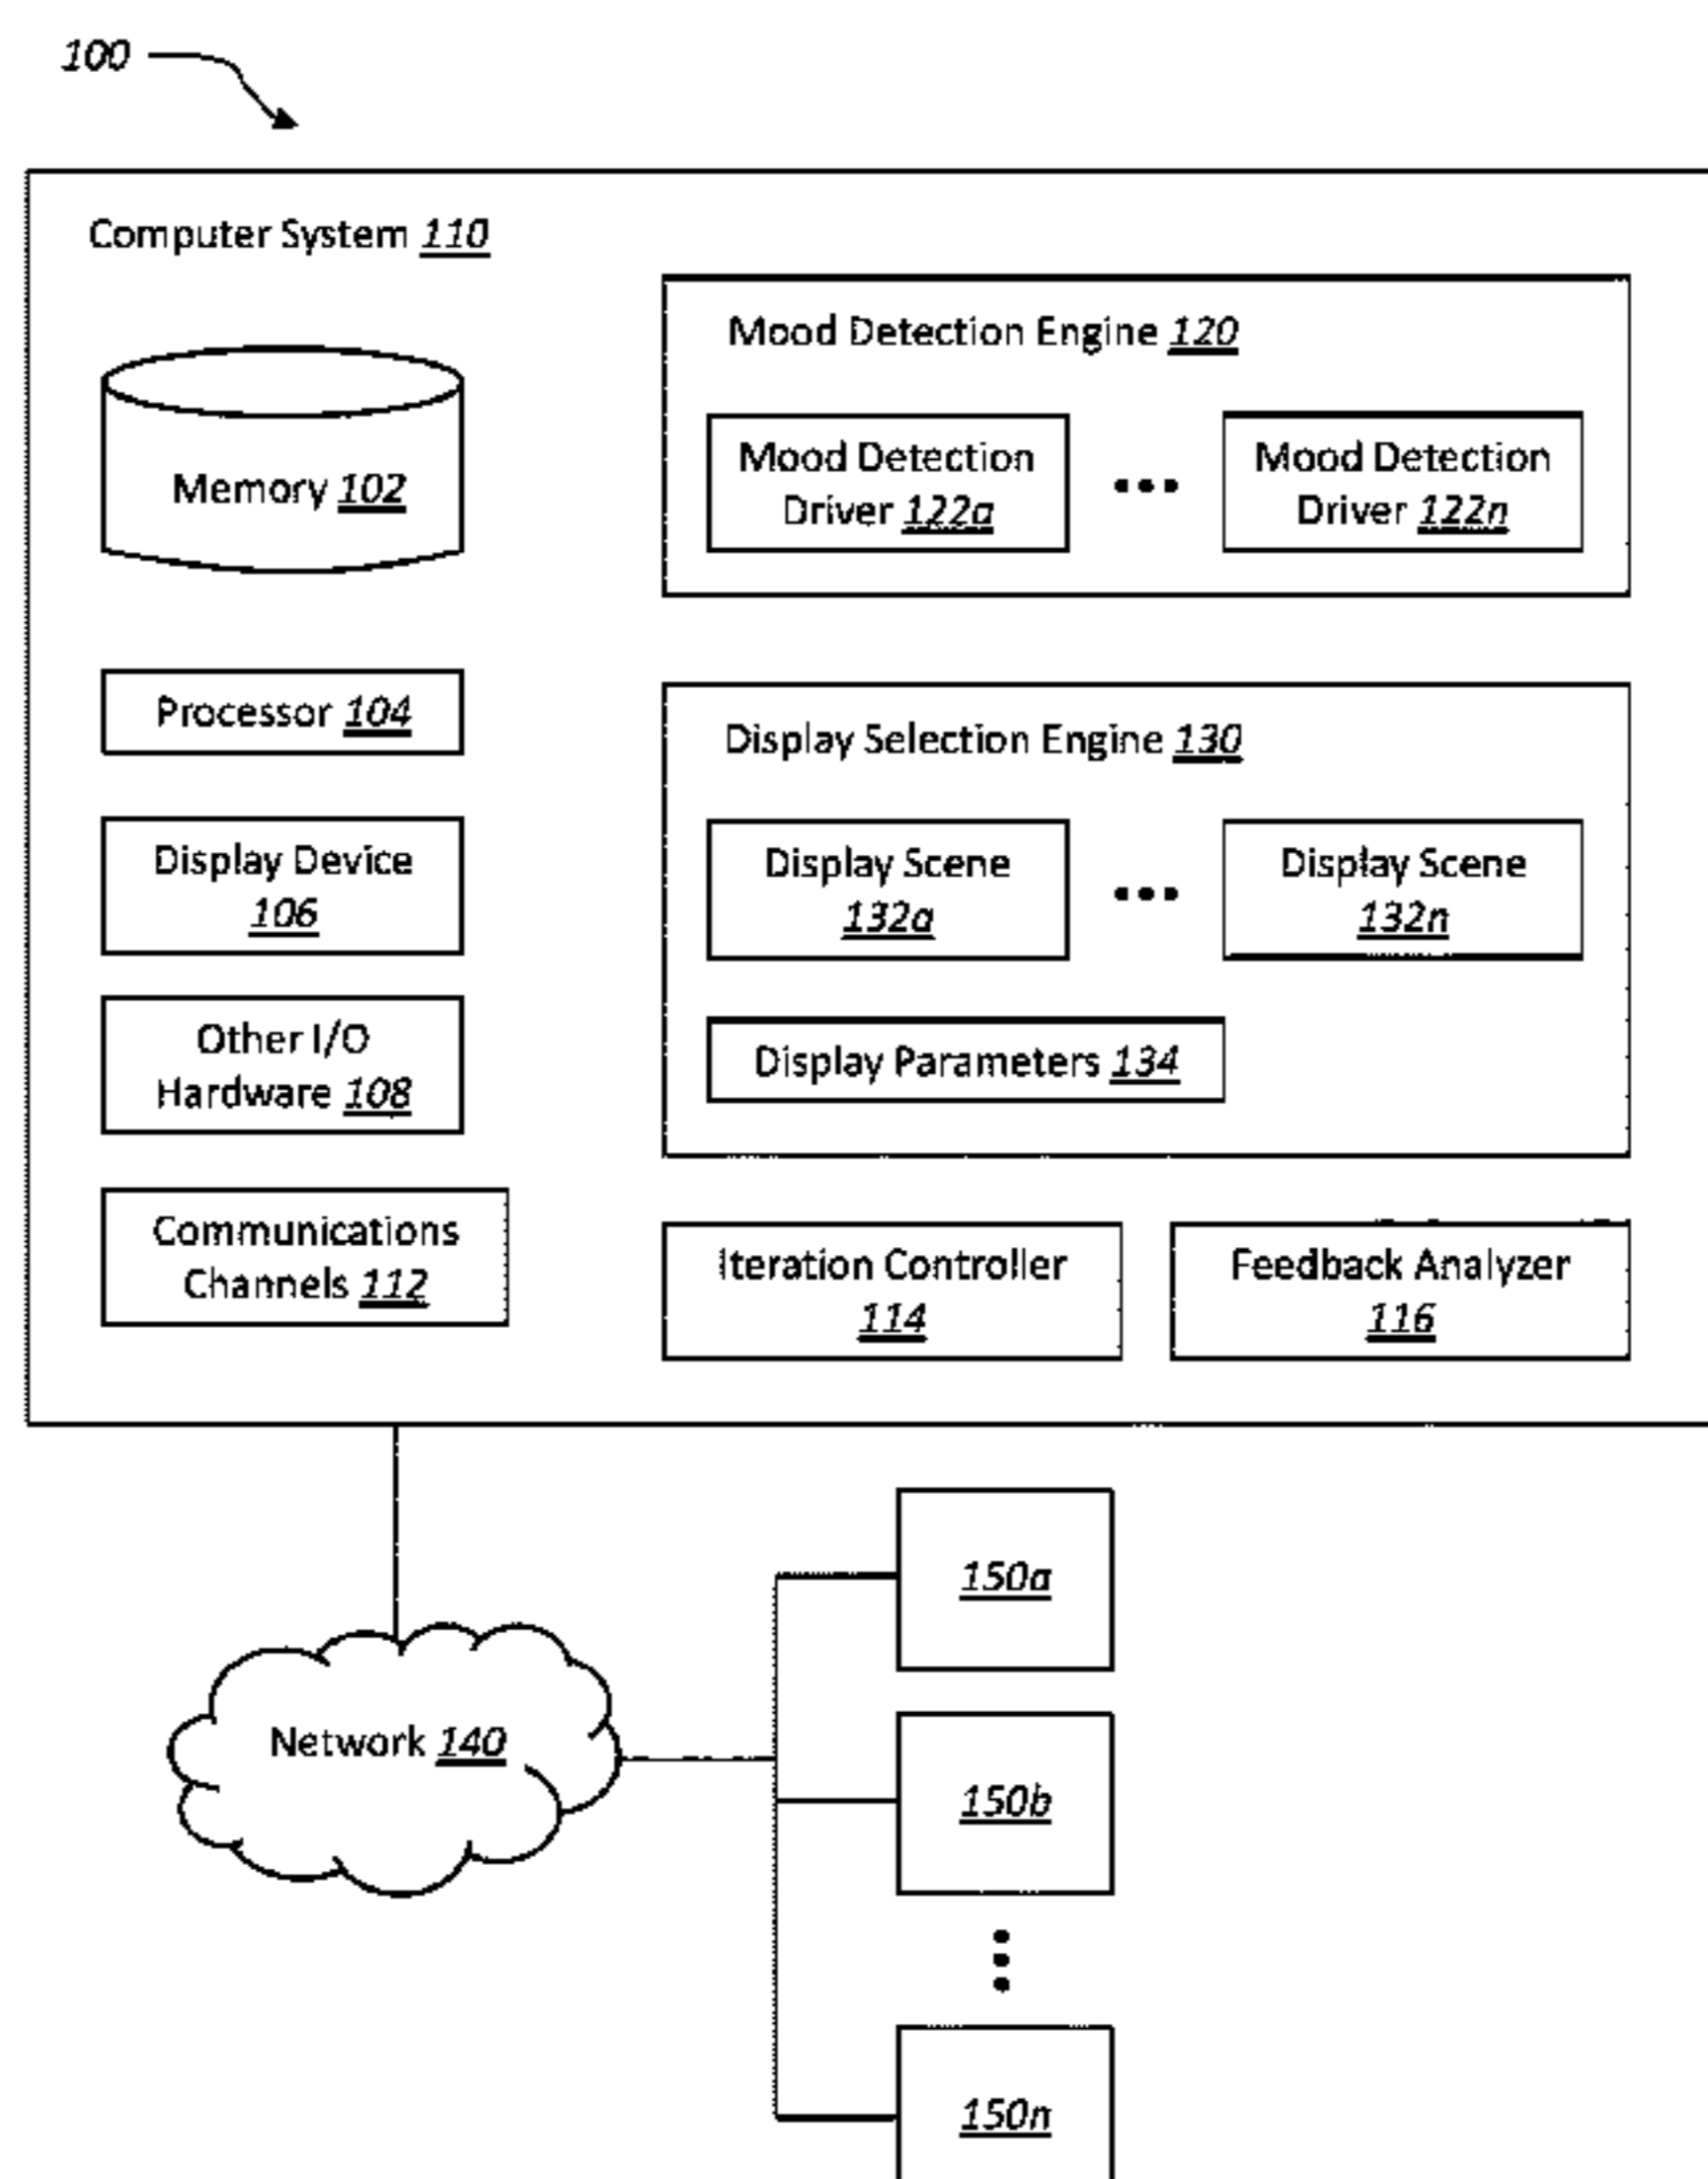 100
Computer System 110
Memory 102
Processor 104
Display Device
106
Other I/O
Hardware 108
Communications
Channels 112
Mood Detection Engine 120
Mood Detection
Driver 122a
•••
Mood Detection
Driver 122n
Display Selection Engine 130
Display Scene
132a
•••
Display Scene
132n
Display Parameters 134
Iteration Controller
114
Feedback Analyzer
116
Network 140
150a
150b
150n